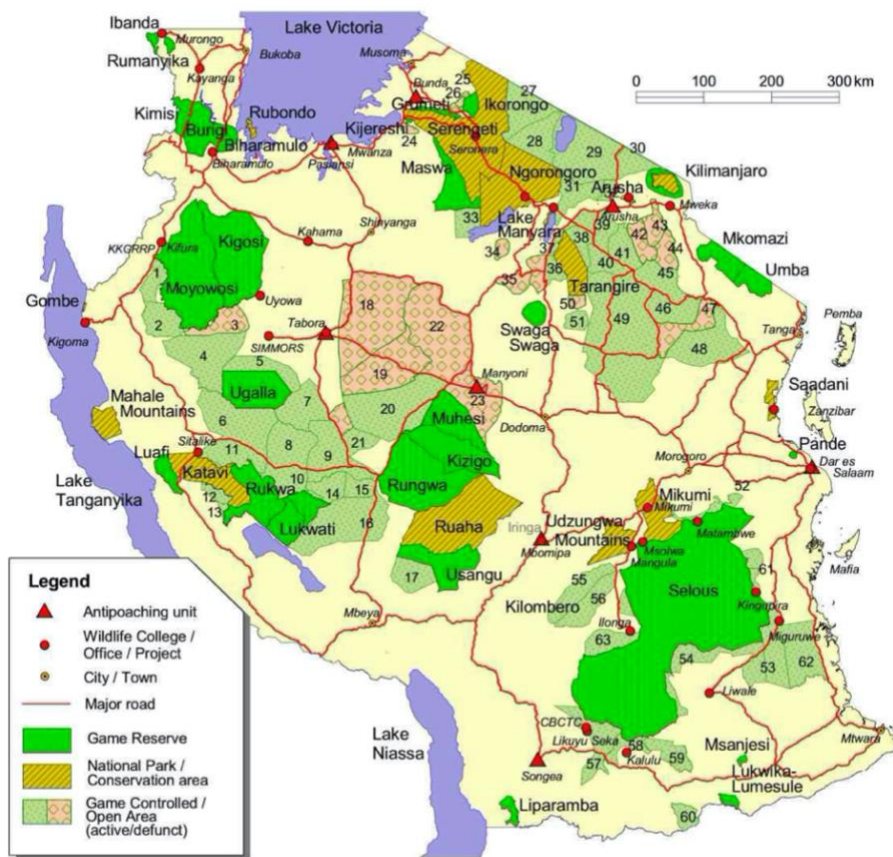 Ibanda
Murongo
Rumanyika
Kayanga
Kimisi
Burigi
Biharamulo
Biharamulo
Bukoba
Lake Victoria
Musoma
Rubondo
Kijereshi
Mwanza
Pasiansi
Bunda
25
26
Grumeti
Ikorongo
27
24
Serengeti
Seronera
28
29
30
0 100 200 300 km
Maswa
Ngorongoro
31
Arusha
Arusha
Kilimanjaro
Mweka
33
Lake
Manyara
34
35
36
37
38
39
40
41
42
43
44
45
Mkomazi
Umba
KKGRRP
Kifura
Kigosi
Moyowosi
Kahama
Shinyanga
Uyowa
1
2
3
Gombe
Kigoma
4
5
SIMMORS
Tabora
18
22
19
Tarangire
50
51
49
46
47
48
Swaga
Swaga
Tanga
Pemba
Manyoni
23
Mahale
Mountains
Ugalla
6
7
8
9
20
21
Muhesi
Kizigo
Rungwa
Dodoma
Saadani
Zanzibar
Pande
Dar es
Salaam
Morogoro
52
Sitalike
Luafi
11
Katavi
12
13
Rukwa
10
14
15
16
Lukwati
Lake
Tanganyika
Ruaha
Iringa
Mbomipa
Udzungwa
Mountains
Mikumi
Mikumi
Msolwa
Mangula
Matambwe
Mafia
17
Usangu
Mbeya
Kilombero
55
56
Ilonga
63
Selous
61
Kingupira
Miguruwe
54
53
62
Liwale
Lake
Niassa
CBCTC
Likuyu Seka
58
57
Kalulu
59
Songea
Msanjesi
Mtwara
Lukwika-
Lumesule
Liparamba
60
Legend
Antipoaching unit
Wildlife College /
Office / Project
City / Town
Major road
Game Reserve
National Park /
Conservation area
Game Controlled /
Open Area
(active/defunct)